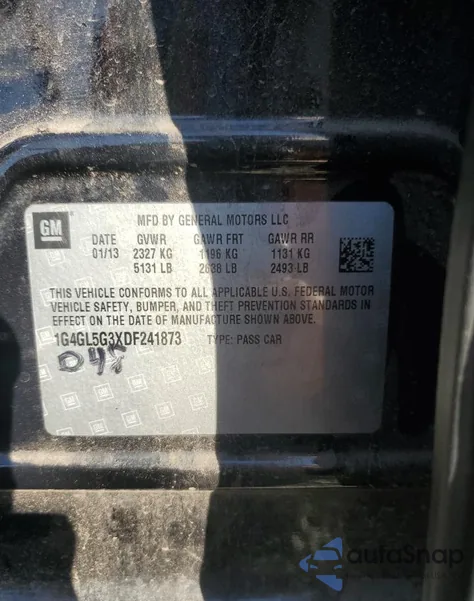 GM
MFD BY GENERAL MOTORS LLC
DATE GVWR GAWR FRT GAWR RR
01/13 2327 KG 1196 KG 1131 KG
5131 LB 2638 LB 2493 LB
THIS VEHICLE CONFORMS TO ALL APPLICABLE U.S. FEDERAL MOTOR
VEHICLE SAFETY, BUMPER, AND THEFT PREVENTION STANDARDS IN
EFFECT ON THE DATE OF MANUFACTURE SHOWN ABOVE.
1G4GL5G3XDF241873 TYPE: PASS CAR
048
autoSnap